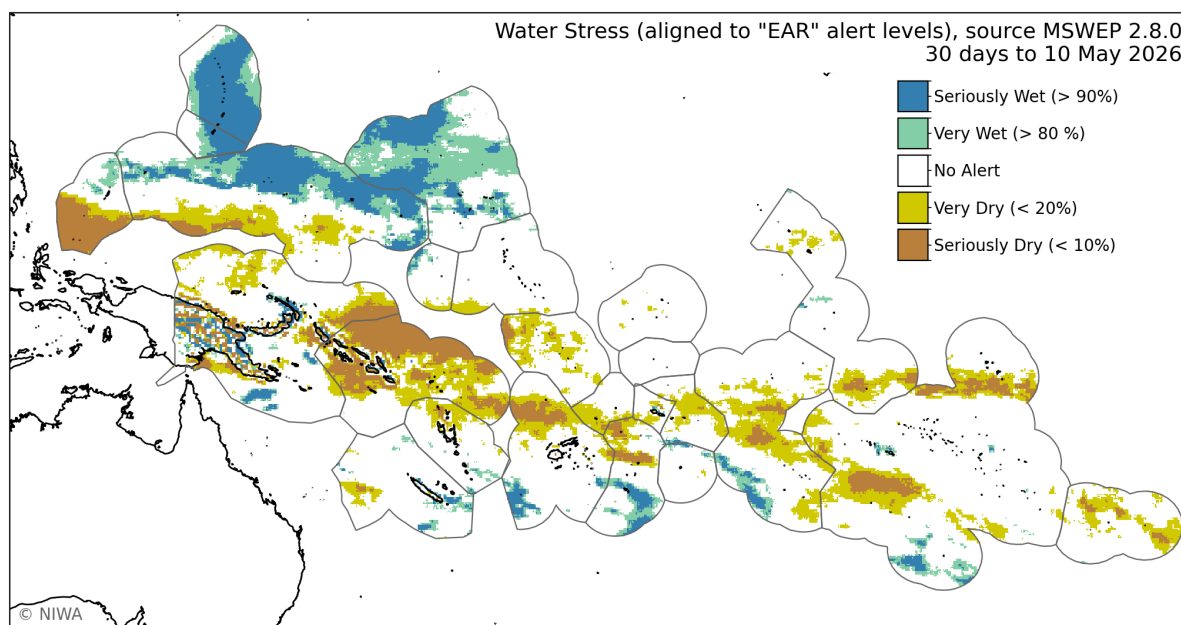 Water Stress (aligned to "EAR" alert levels), source MSWEP 2.8.0
30 days to 10 May 2026
Seriously Wet (> 90%)
Very Wet (> 80 %)
No Alert
Very Dry (< 20%)
Seriously Dry (< 10%)
© NIWA